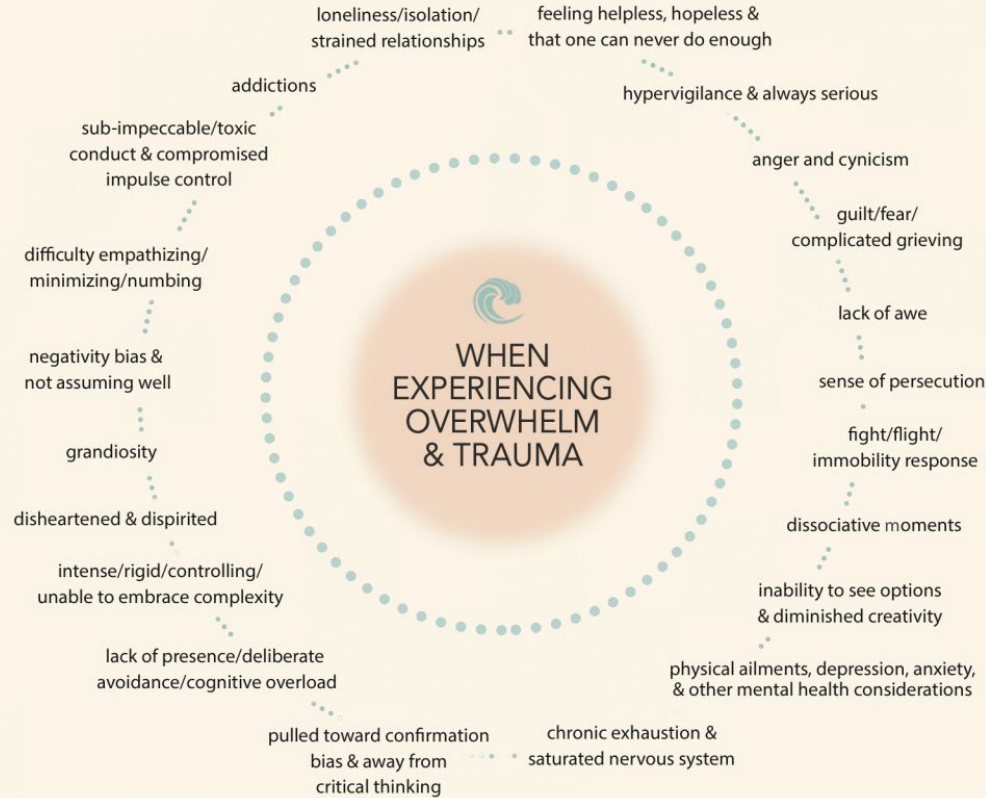 WHEN
EXPERIENCING
OVERWHELM
& TRAUMA
feeling helpless, hopeless &
that one can never do enough
hypervigilance & always serious
anger and cynicism
guilt/fear/
complicated grieving
lack of awe
sense of persecution
fight/flight/
immobility response
dissociative moments
inability to see options
& diminished creativity
physical ailments, depression, anxiety,
& other mental health considerations
chronic exhaustion &
saturated nervous system
pulled toward confirmation
bias & away from
critical thinking
lack of presence/deliberate
avoidance/cognitive overload
intense/rigid/controlling/
unable to embrace complexity
disheartened & dispirited
grandiosity
negativity bias &
not assuming well
difficulty empathizing/
minimizing/numbing
sub-impeccable/toxic
conduct & compromised
impulse control
addictions
loneliness/isolation/
strained relationships